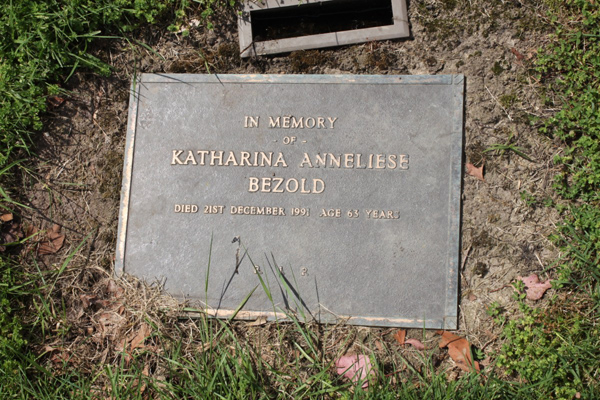 IN MEMORY
- OF -
KATHARINA ANNELIESE
BEZOLD
DIED 21ST DECEMBER 1991 AGE 63 YEARS